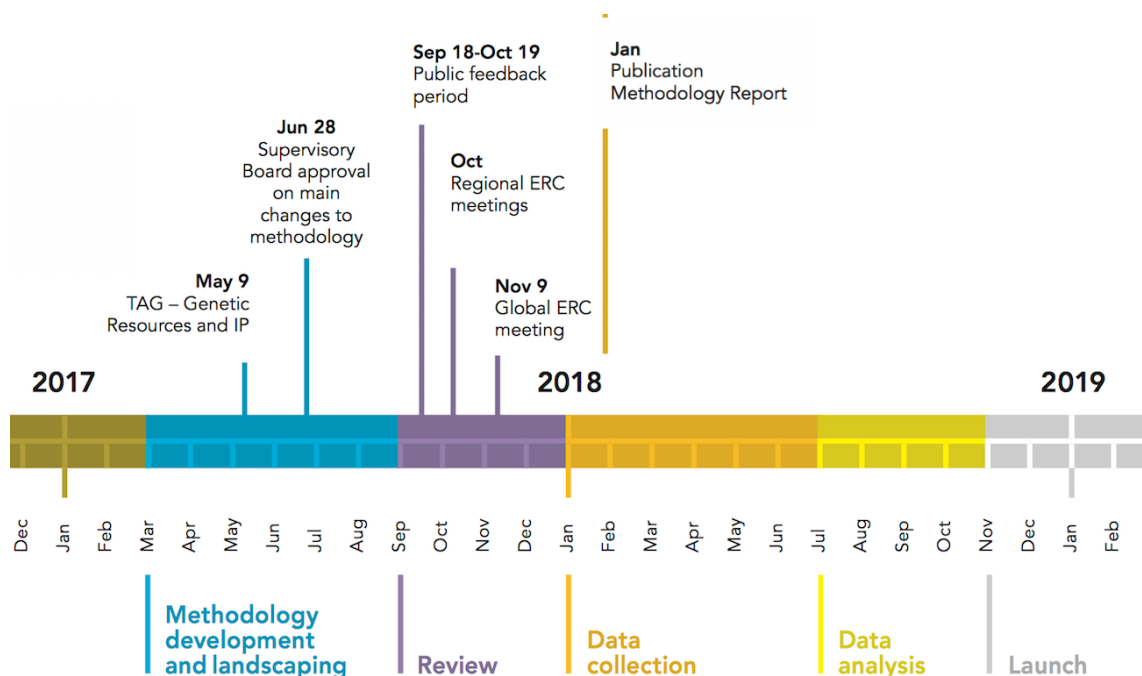 Sep 18-Oct 19
Public feedback
period
Jan
Publication
Methodology Report
Jun 28
Supervisory
Board approval
on main
changes to
methodology
Oct
Regional ERC
meetings
May 9
TAG – Genetic
Resources and IP
Nov 9
Global ERC
meeting
2017
2018
2019
Dec
Jan
Feb
Mar
Apr
May
Jun
Jul
Aug
Sep
Oct
Nov
Dec
Jan
Feb
Mar
Apr
May
Jun
Jul
Aug
Sep
Oct
Nov
Dec
Jan
Feb
Methodology
development
and landscaping
Review
Data
collection
Data
analysis
Launch